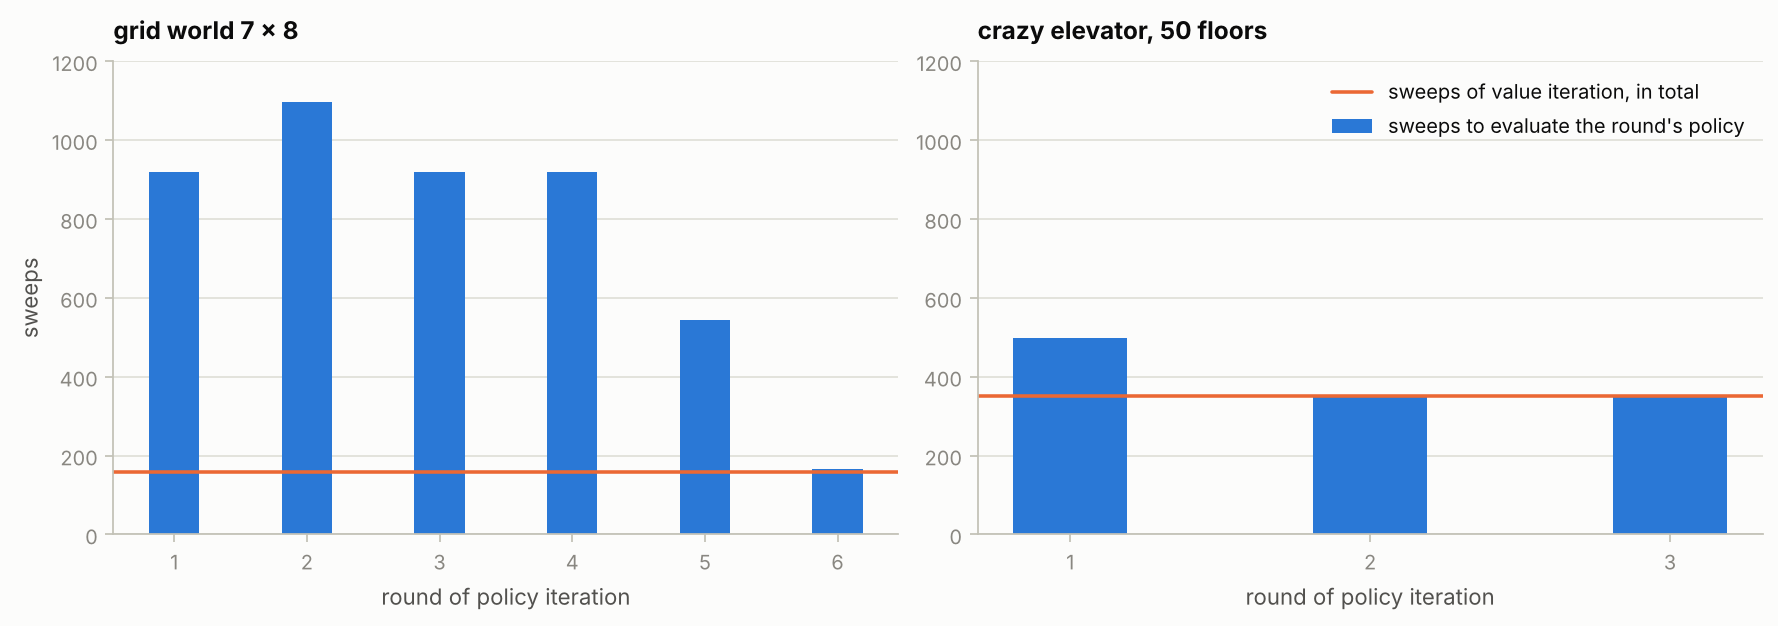 grid world 7 × 8
1200
1000
800
600
400
200
0
sweeps
1 2 3 4 5 6
round of policy iteration
crazy elevator, 50 floors
sweeps of value iteration, in total
sweeps to evaluate the round's policy
1200
1000
800
600
400
200
0
1 2 3
round of policy iteration